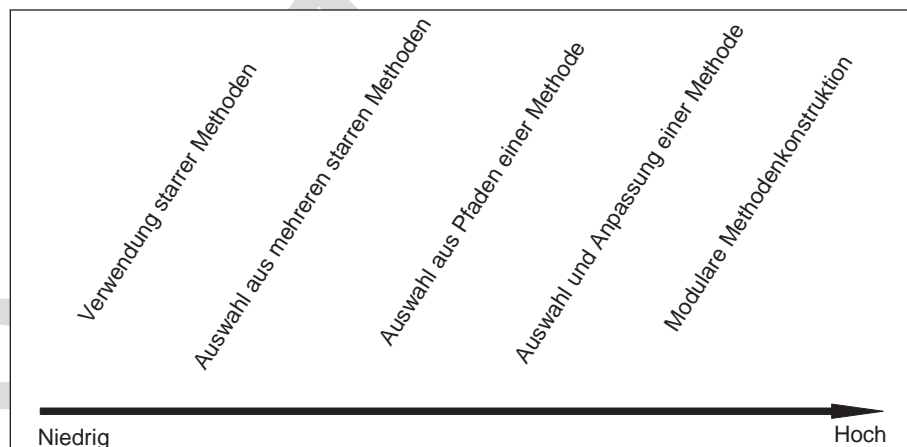 Verwendung starrer Methoden
Auswahl aus mehreren starren Methoden
Auswahl aus Pfaden einer Methode
Auswahl und Anpassung einer Methode
Modulare Methodenkonstruktion
Niedrig
Hoch